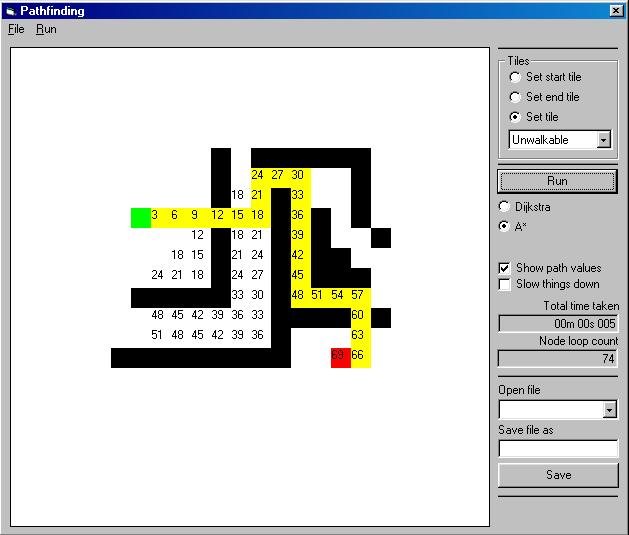 Pathfinding
File Run
Tiles
Set start tile
Set end tile
Set tile
Unwalkable
Run
Dijkstra
A*
Show path values
Slow things down
Total time taken
00m 00s 005
Node loop count
74
Open file
Save file as
Save
24 27 30
18 21 33
3 6 9 12 15 18 36
12 18 21 39
18 15 21 24 42
24 21 18 24 27 45
33 30 48 51 54 57
48 45 42 39 36 33 60
51 48 45 42 39 36 63
69 66